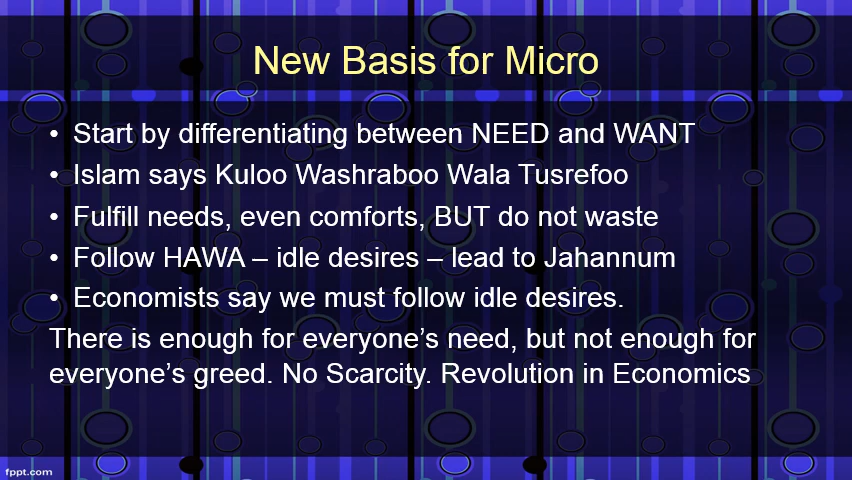 New Basis for Micro
• Start by differentiating between NEED and WANT
• Islam says Kuloo Washraboo Wala Tusrefoo
• Fulfill needs, even comforts, BUT do not waste
• Follow HAWA – idle desires – lead to Jahannum
• Economists say we must follow idle desires.
There is enough for everyone’s need, but not enough for
everyone’s greed. No Scarcity. Revolution in Economics
fppt.com